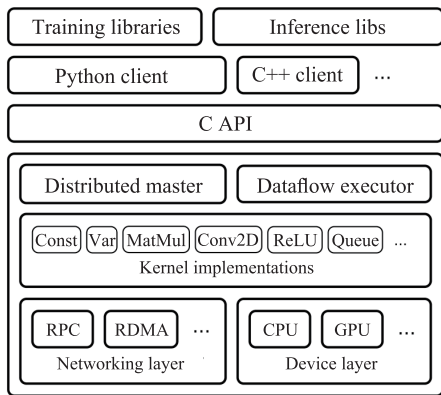 Training libraries Inference libs
Python client C++ client ...
C API
Distributed master Dataflow executor
Const Var MatMul Conv2D ReLU Queue ...
Kernel implementations
RPC RDMA ... CPU GPU ...
Networking layer Device layer